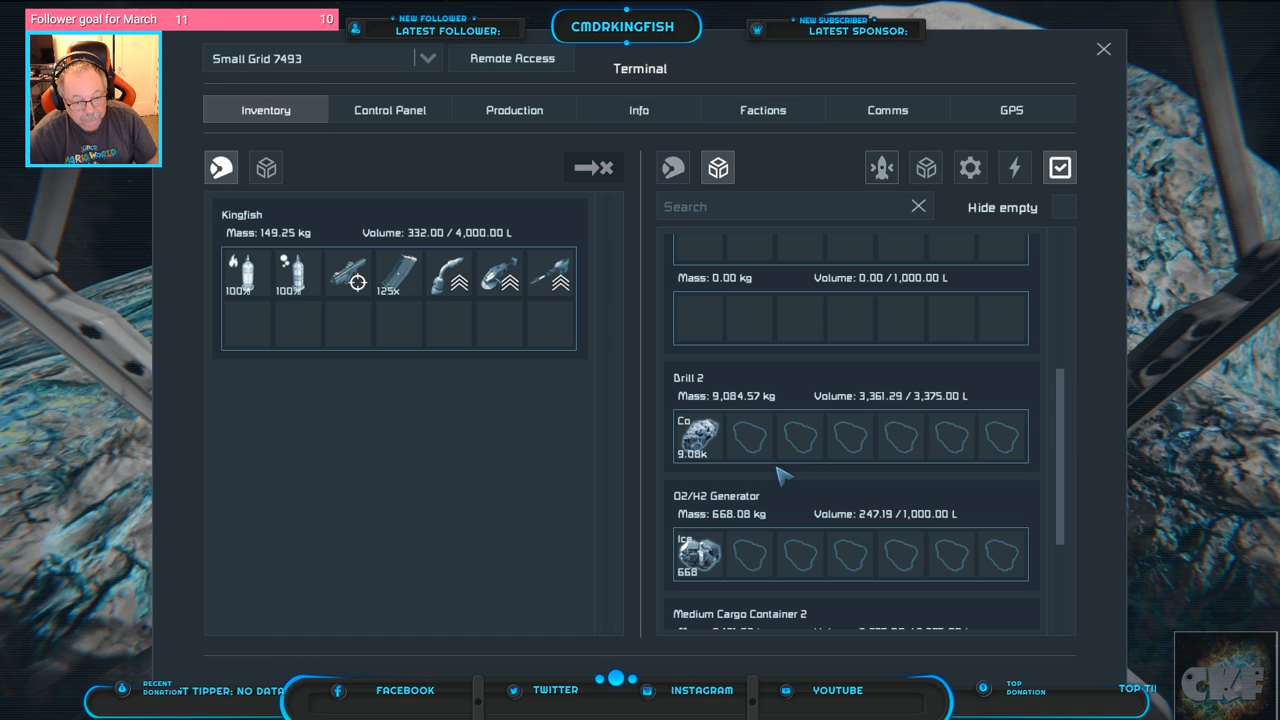 Follower goal for March 11 10
NEW FOLLOWER
LATEST FOLLOWER:
CMDRKINGFISH
NEW SUBSCRIBER
LATEST SPONSOR:
Small Grid 7493
Remote Access
Terminal
Inventory
Control Panel
Production
Info
Factions
Comms
GPS
Search
Hide empty
Kingfish
Mass: 149.25 kg Volume: 332.00 / 4,000.00 L
100% 100% 125x
Mass: 0.00 kg Volume: 0.00 / 1,000.00 L
Drill 2
Mass: 9,084.57 kg Volume: 3,361.29 / 3,375.00 L
Co
9.08k
O2/H2 Generator
Mass: 668.08 kg Volume: 247.19 / 1,000.00 L
Ice
668
Medium Cargo Container 2
RECENT
DONATION
T TIPPER: NO DATA
FACEBOOK
TWITTER
INSTAGRAM
YOUTUBE
TOP
DONATION
TOP TI
CKF